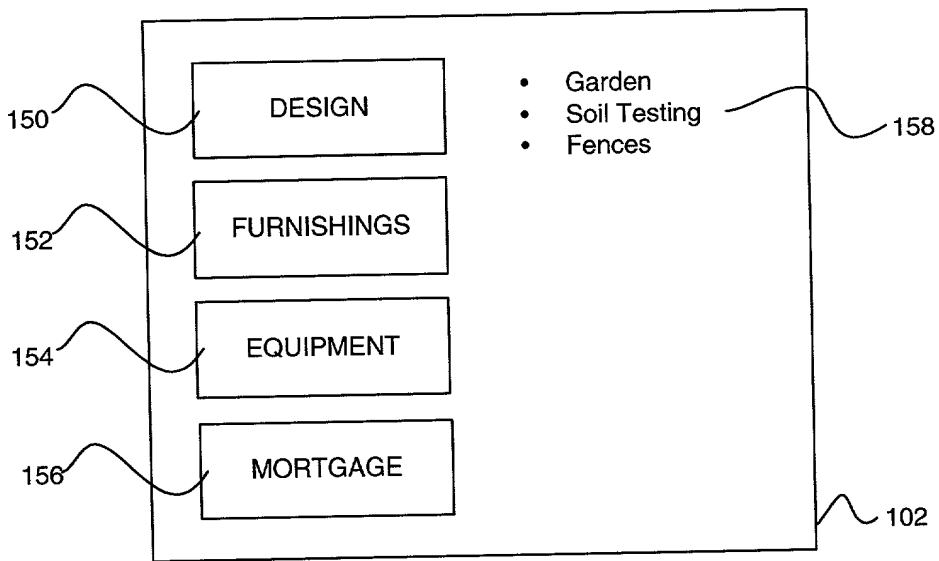 150
DESIGN
• Garden
• Soil Testing
• Fences
158
152
FURNISHINGS
154
EQUIPMENT
156
MORTGAGE
102